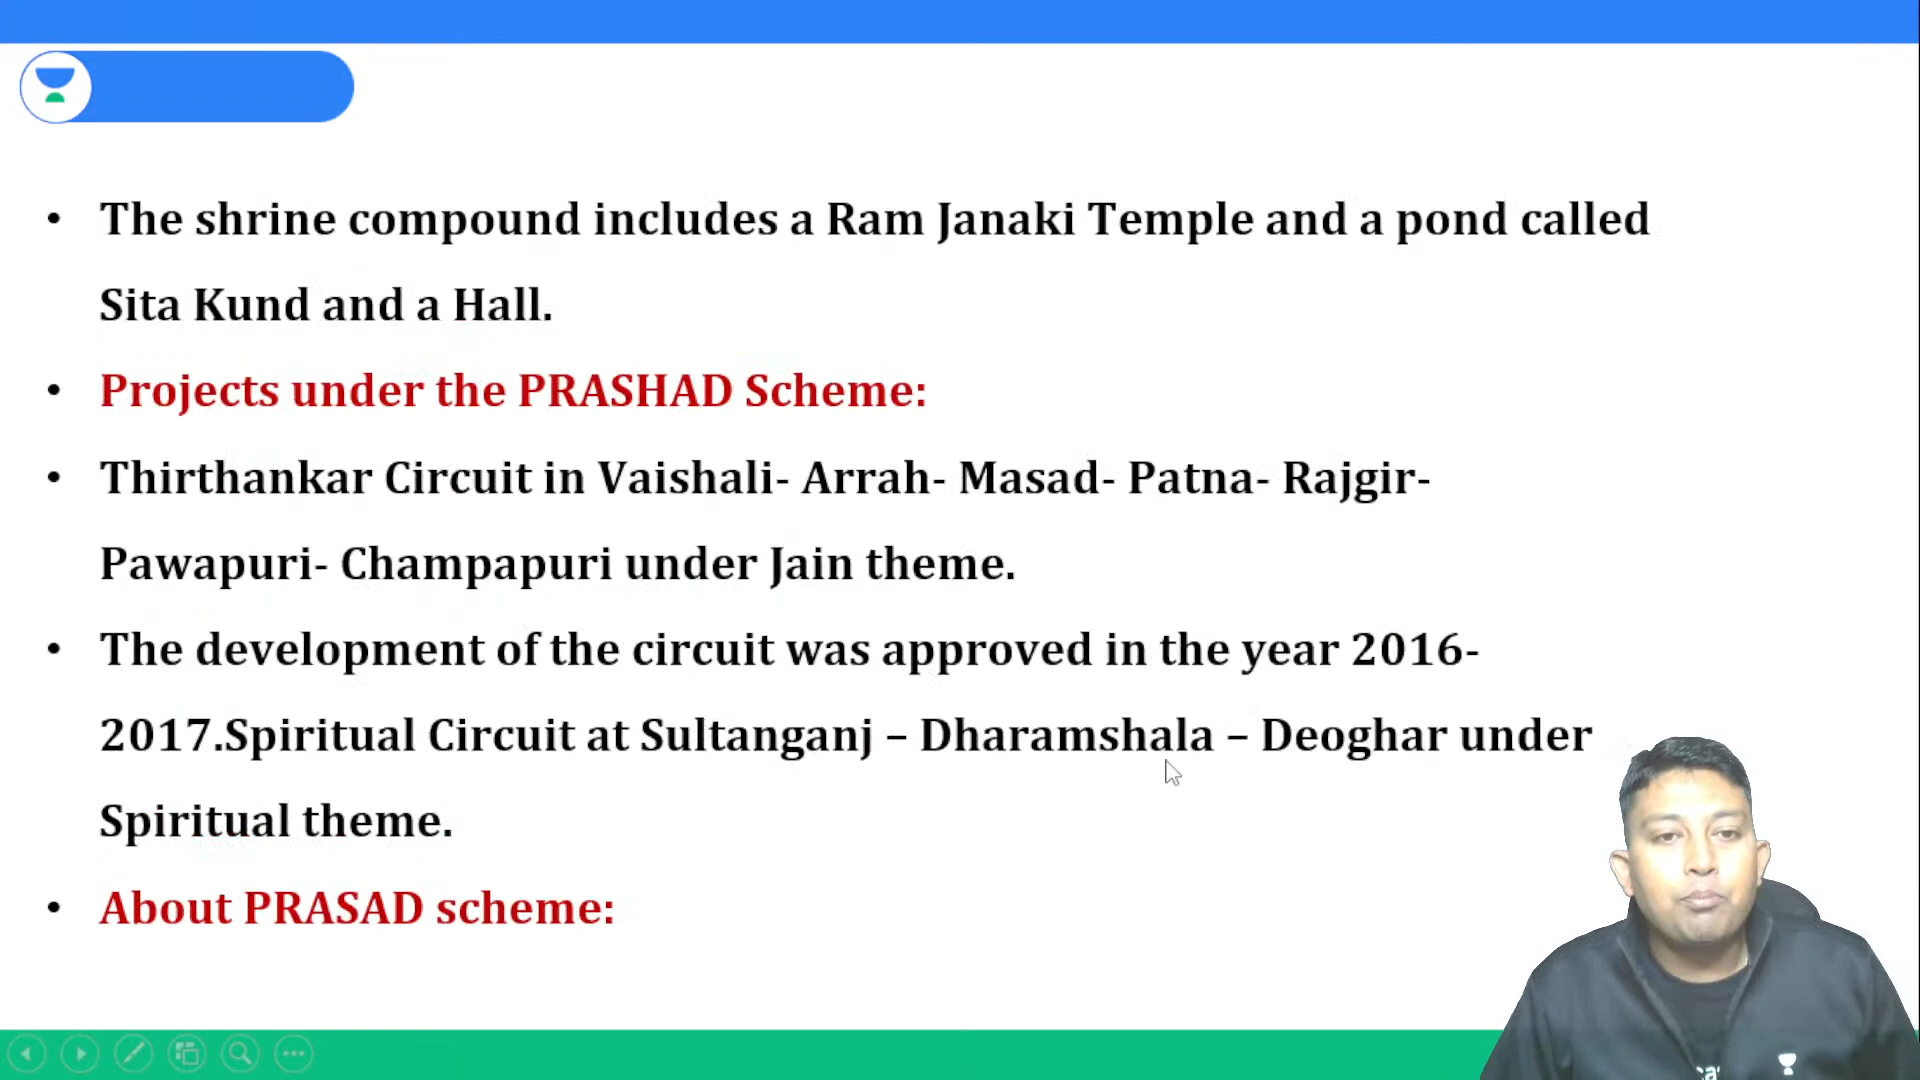 The shrine compound includes a Ram Janaki Temple and a pond called
Sita Kund and a Hall.
Projects under the PRASHAD Scheme:
Thirthankar Circuit in Vaishali- Arrah- Masad- Patna- Rajgir-
Pawapuri- Champapuri under Jain theme.
The development of the circuit was approved in the year 2016-
2017.Spiritual Circuit at Sultanganj – Dharamshala – Deoghar under
Spiritual theme.
About PRASAD scheme: